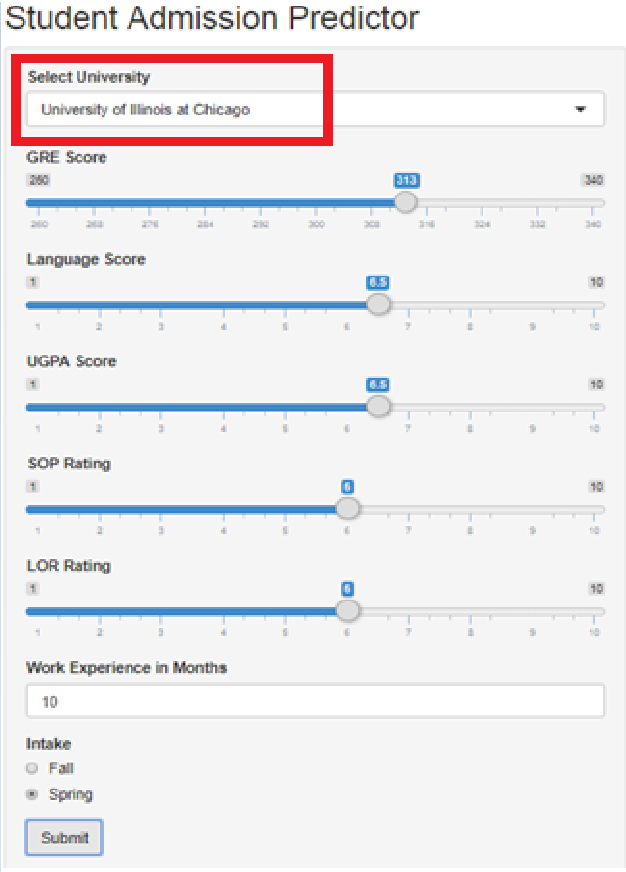 Student Admission Predictor
Select University
University of Illinois at Chicago
GRE Score
260 313 340
260 268 276 284 292 300 308 316 324 332 340
Language Score
1 6.5 10
1 2 3 4 5 6 7 8 9 10
UGPA Score
1 6.5 10
1 2 3 4 5 6 7 8 9 10
SOP Rating
1 6 10
1 2 3 4 5 6 7 8 9 10
LOR Rating
1 6 10
1 2 3 4 5 6 7 8 9 10
Work Experience in Months
10
Intake
Fall
Spring
Submit